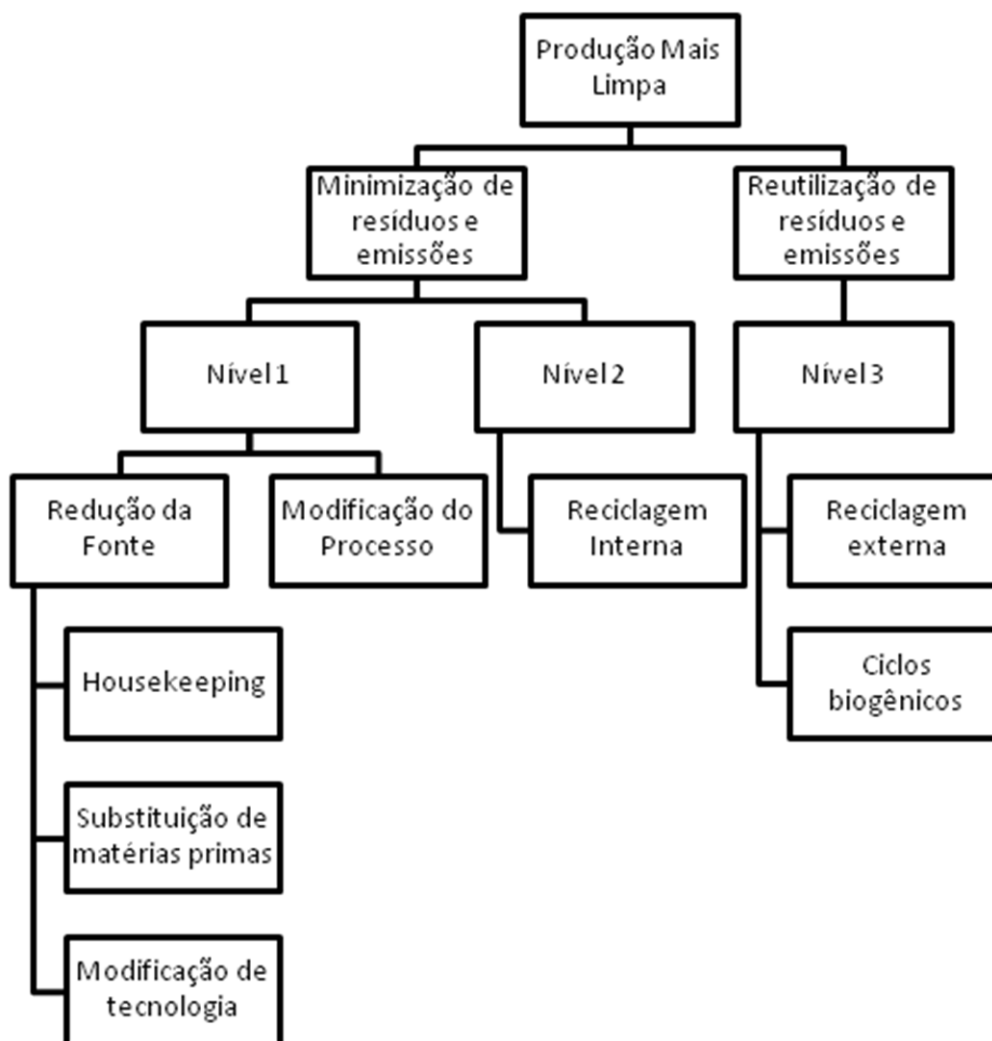 Produção Mais
Limpa
Minimização de
resíduos e
emissões
Reutilização de
resíduos e
emissões
Nível 1
Nível 2
Nível 3
Redução da
Fonte
Modificação do
Processo
Reciclagem
Interna
Reciclagem
externa
Housekeeping
Ciclos
biogênicos
Substituição de
matérias primas
Modificação de
tecnologia